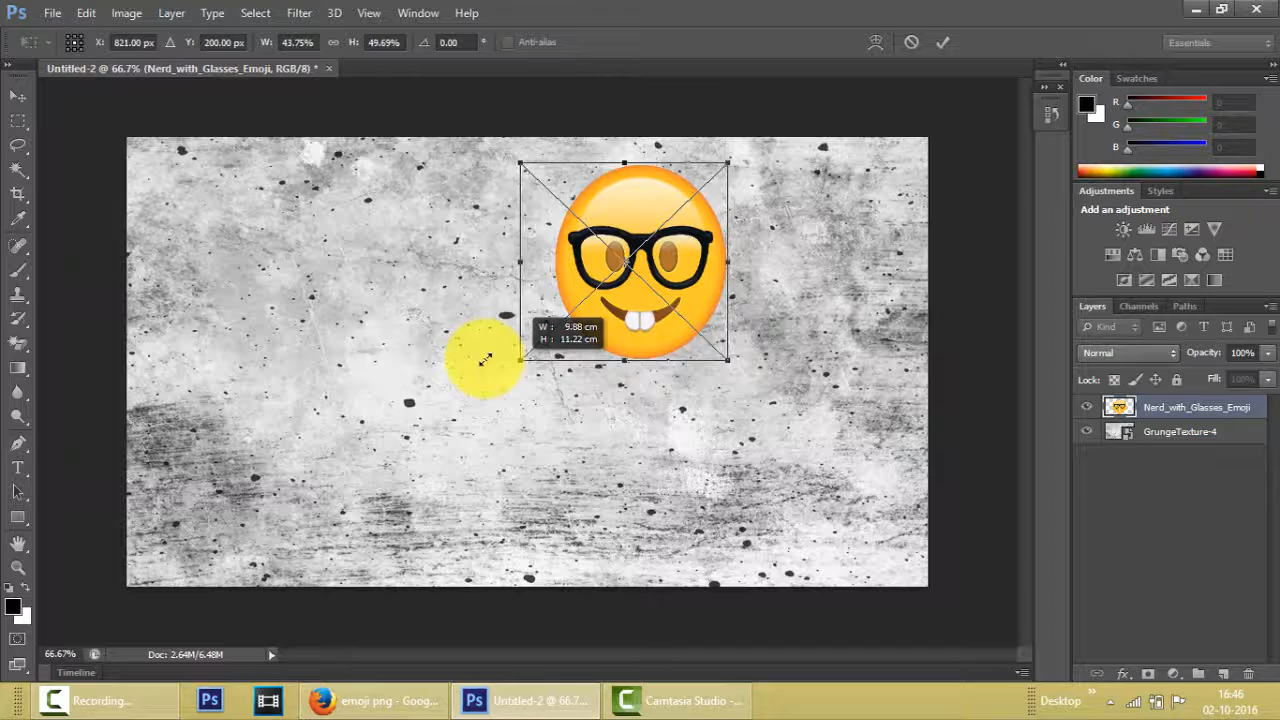 Ps File Edit Image Layer Type Select Filter 3D View Window Help
X: 821.00 px Y: 200.00 px W: 43.75% H: 49.69% 0.00 ° Anti-alias Essentials
Untitled-2 @ 66.7% (Nerd_with_Glasses_Emoji, RGB/8) * ×
Color Swatches
R 0
G 0
B 0
Adjustments Styles
Add an adjustment
Layers Channels Paths
Kind
Normal Opacity: 100%
Lock: Fill: 100%
Nerd_with_Glasses_Emoji
GrungeTexture-4
W : 9.88 cm
H : 11.22 cm
T
66.67% Doc: 2.64M/6.48M
Timeline
fx
Recording... Ps emoji png - Goog... Ps Untitled-2 @ 66.7... Camtasia Studio -... Desktop 16:46
02-10-2016